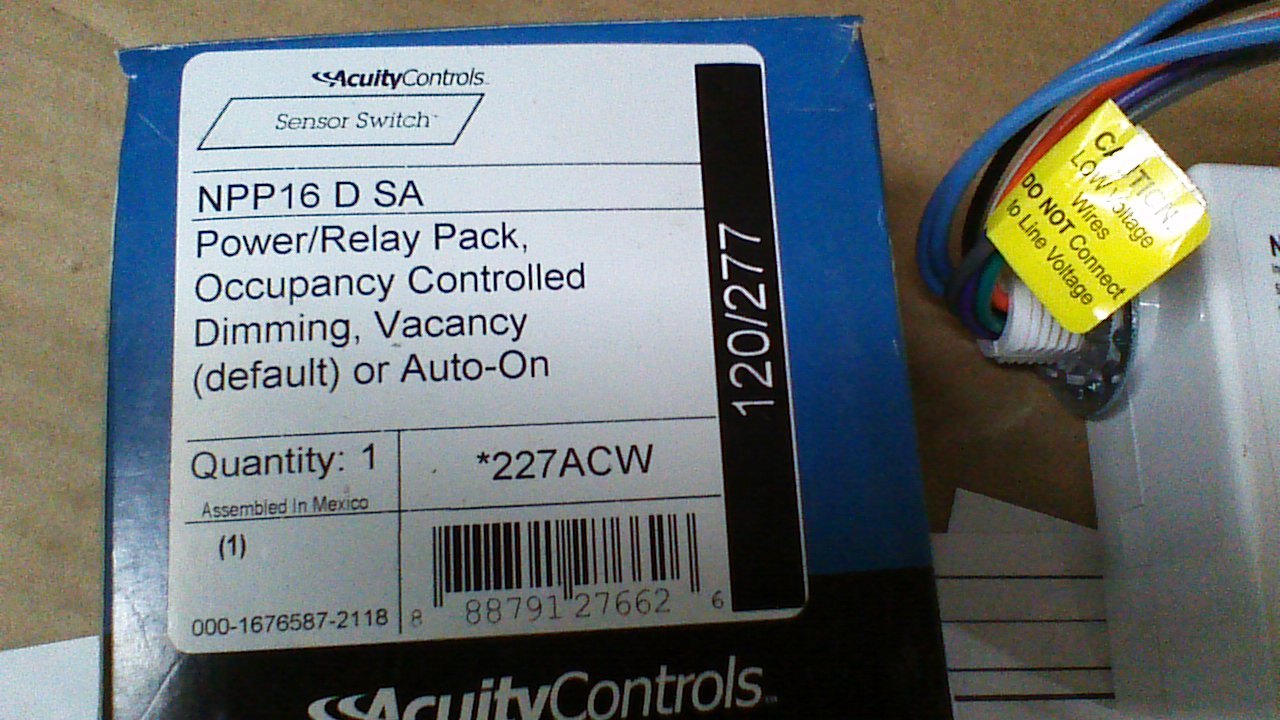 AcuityControls
Sensor Switch
NPP16 D SA
Power/Relay Pack,
Occupancy Controlled
Dimming, Vacancy
(default) or Auto-On
120/277
Quantity: 1
*227ACW
Assembled In Mexico
(1)
000-1676587-2118
8 88791 27662 6
AcuityControls
CAUTION:
Low Voltage
Wires
DO NOT Connect
to Line Voltage